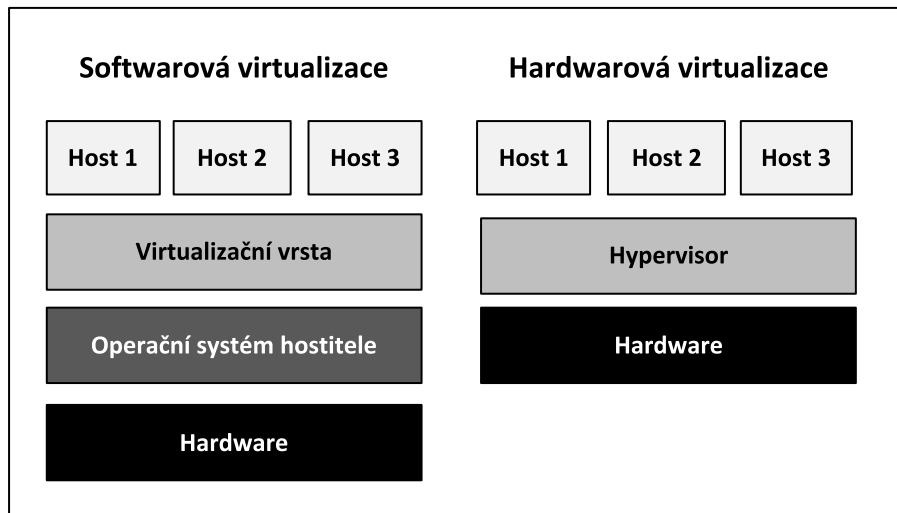 Softwarová virtualizace
Host 1
Host 2
Host 3
Virtualizační vrsta
Operační systém hostitele
Hardware
Hardwarová virtualizace
Host 1
Host 2
Host 3
Hypervisor
Hardware